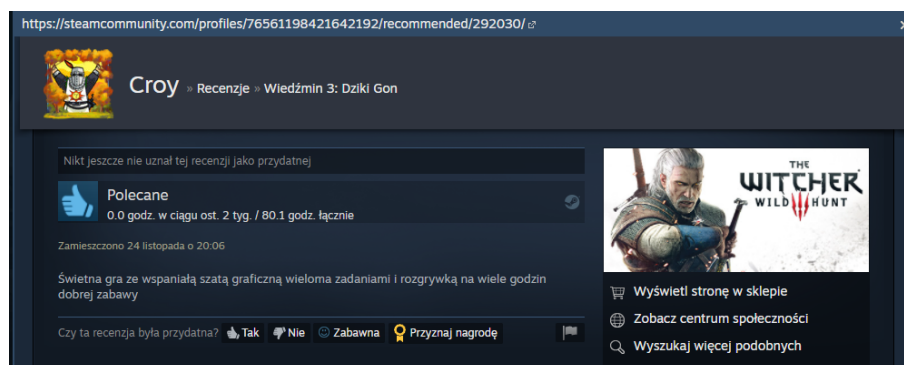 https://steamcommunity.com/profiles/76561198421642192/recommended/292030/
Croy » Recenzje » Wiedźmin 3: Dziki Gon
Nikt jeszcze nie uznał tej recenzji jako przydatnej
Polecane
0.0 godz. w ciągu ost. 2 tyg. / 80.1 godz. łącznie
Zamieszczono 24 listopada o 20:06
Świetna gra ze wspaniałą szatą graficzną wieloma zadaniami i rozgrywką na wiele godzin
dobrej zabawy
Czy ta recenzja była przydatna? Tak Nie Zabawna Przyznaj nagrodę
THE
WITCHER
WILD HUNT
Wyświetl stronę w sklepie
Zobacz centrum społeczności
Wyszukaj więcej podobnych